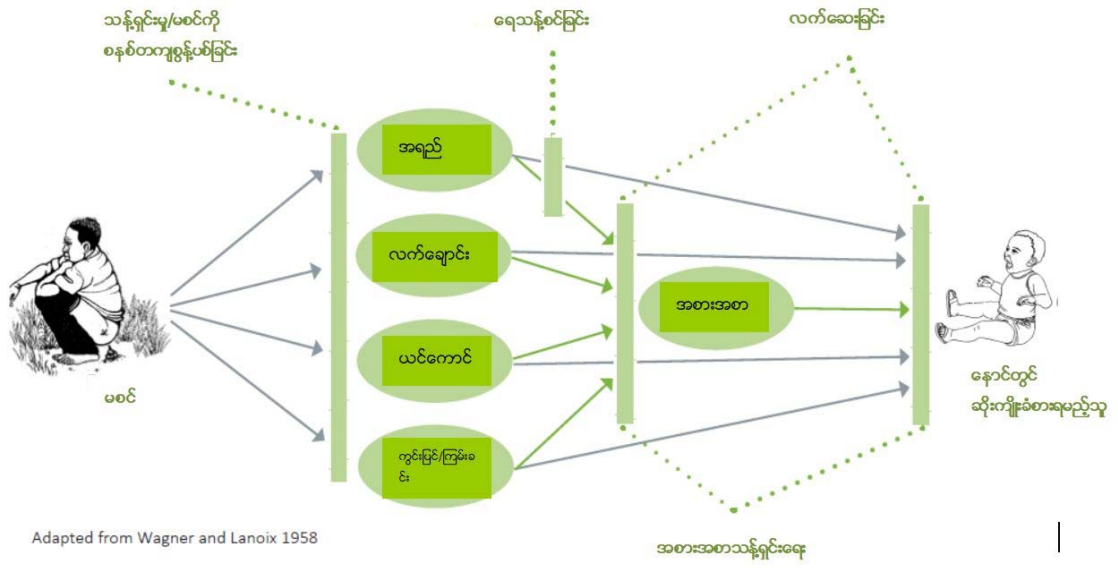 သန့်ရှင်းမှု/မစင်ကို
စနစ်တကျစွန့်ပစ်ခြင်း
ရေသန့်စင်ခြင်း
လက်ဆေးခြင်း
အရည်
လက်ချောင်း
အစားအစာ
ယင်ကောင်
ကွင်းပြင်/ကြမ်းခ
င်း
မစင်
နောင်တွင်
ဆိုးကျိုးခံစားရမည့်သူ
Adapted from Wagner and Lanoix 1958
အစားအစာသန့်ရှင်းရေး